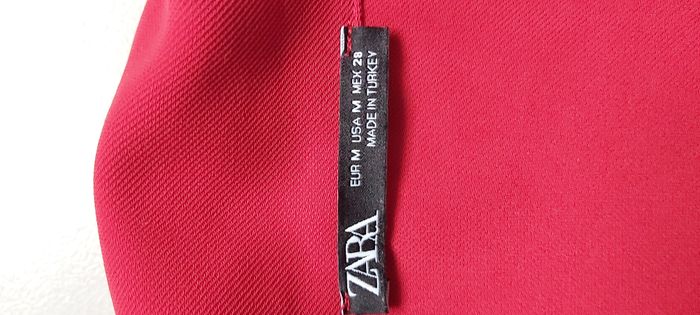 ZARA
EUR M USA M MEX 28
MADE IN TURKEY